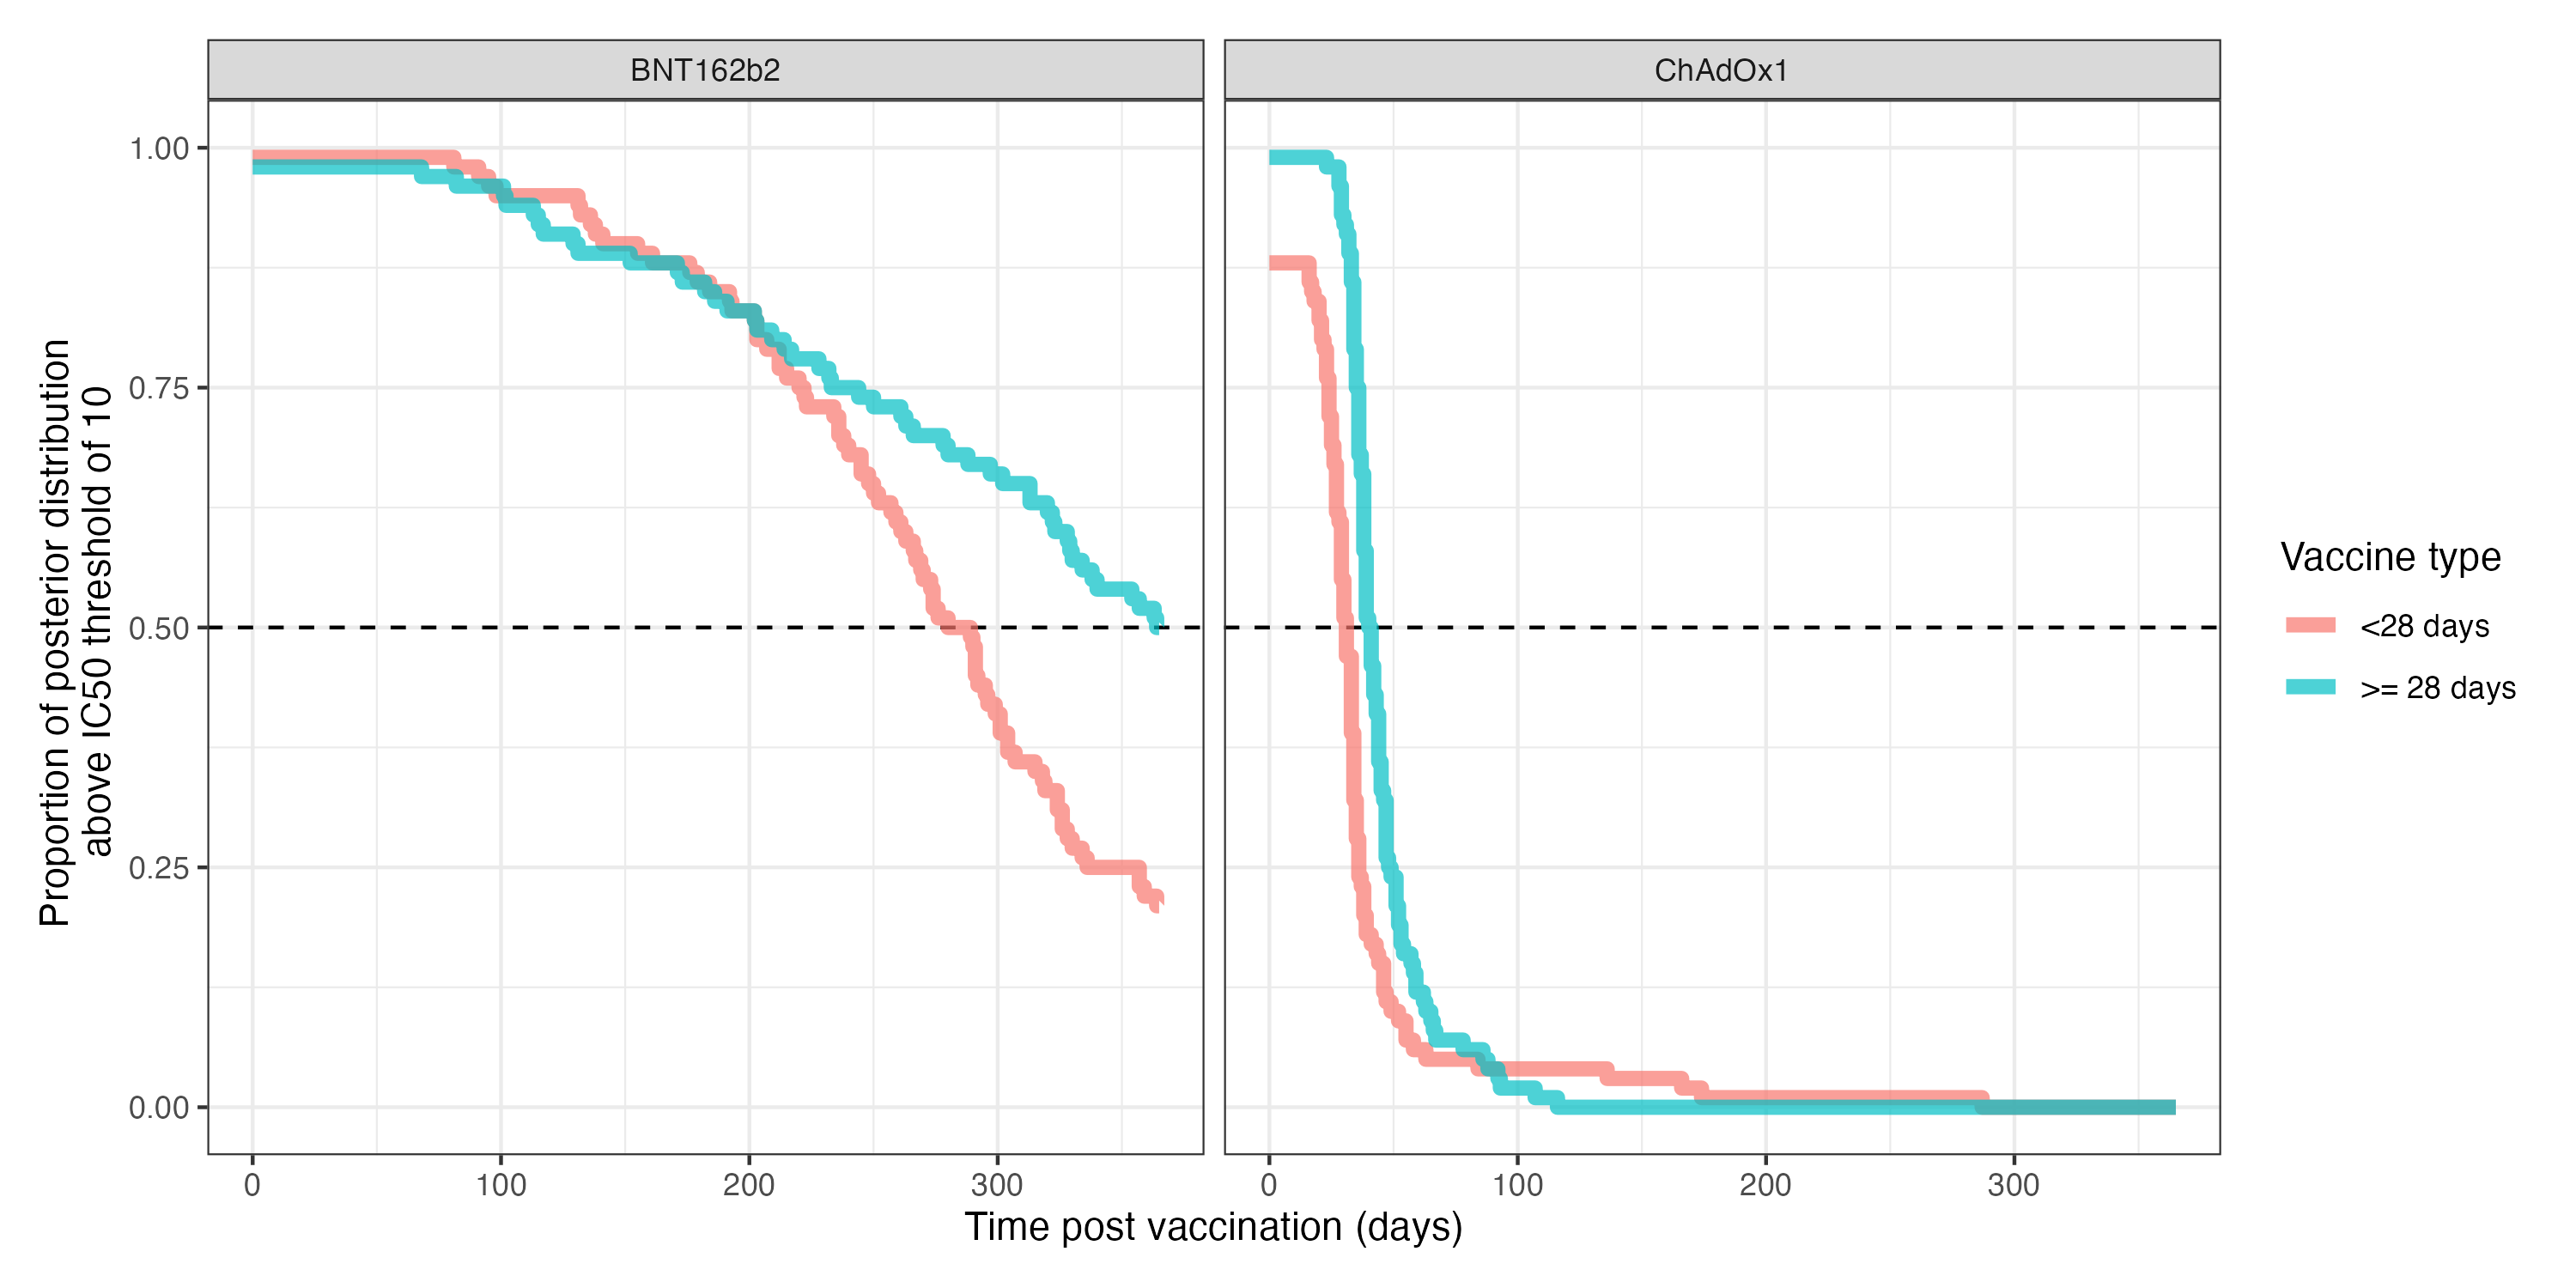 BNT162b2
ChAdOx1
Proportion of posterior distribution
above IC50 threshold of 10
1.00
0.75
0.50
0.25
0.00
0
100
200
300
0
100
200
300
Time post vaccination (days)
Vaccine type
<28 days
>= 28 days